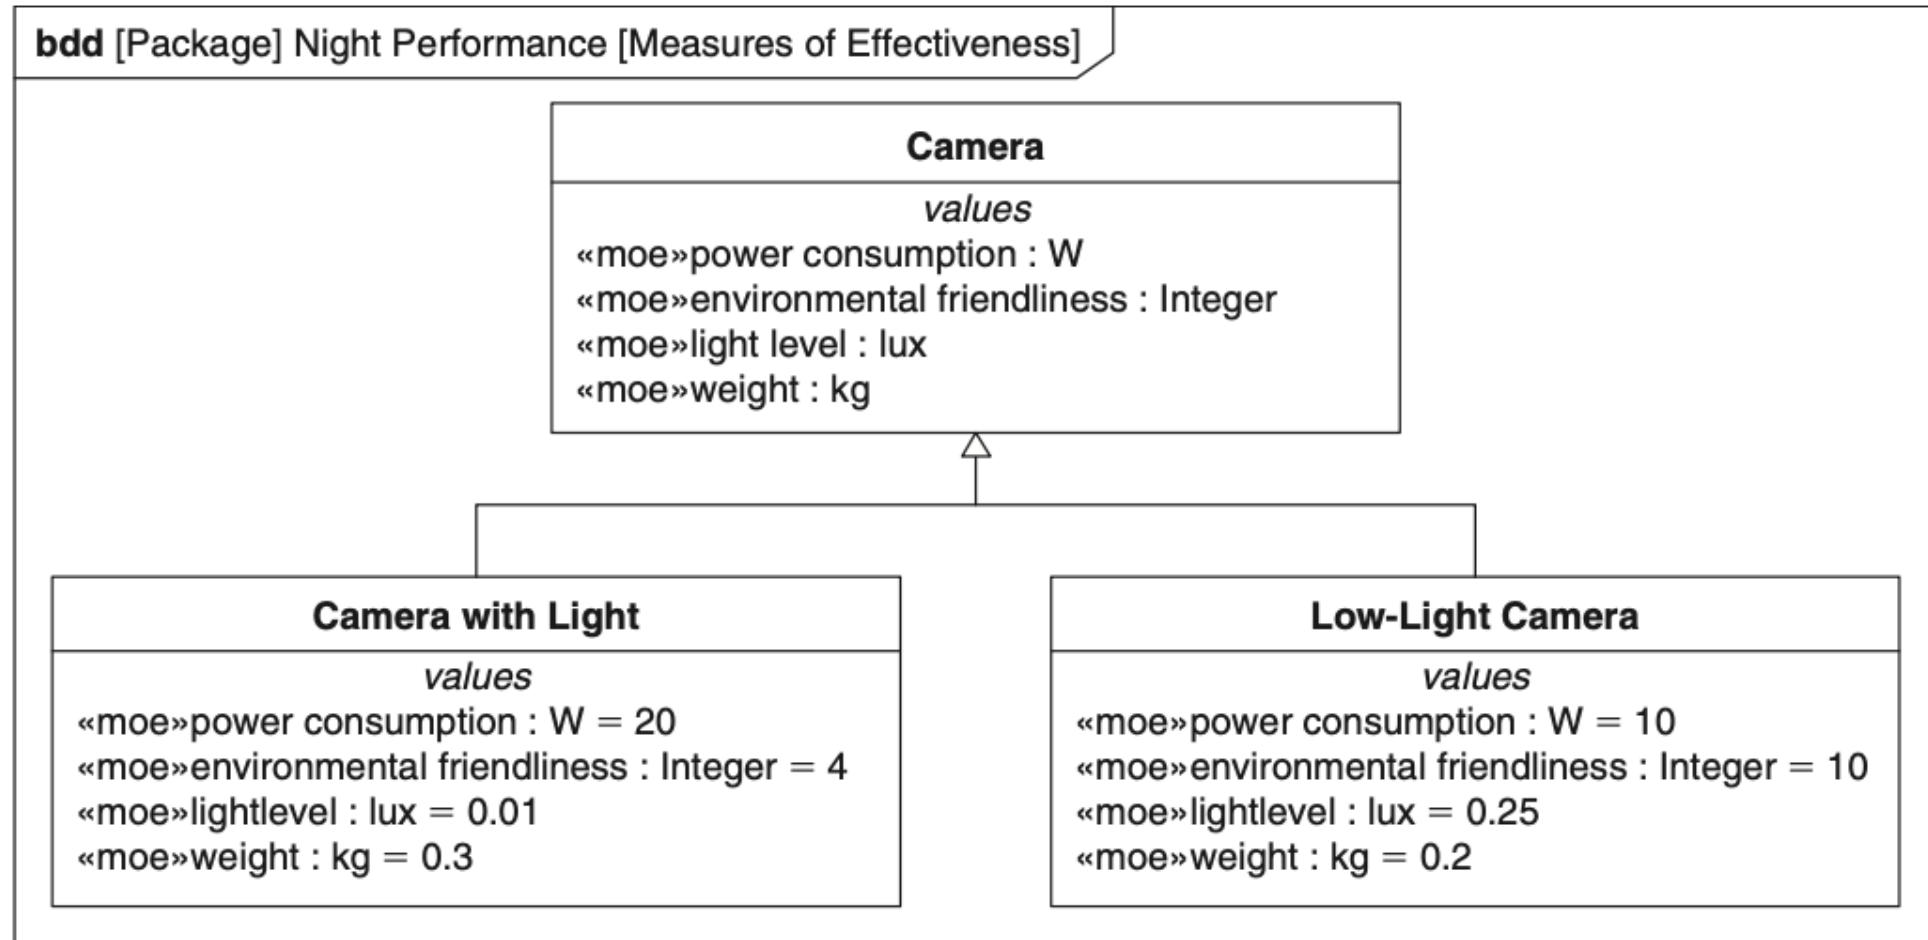 bdd [Package] Night Performance [Measures of Effectiveness]
Camera
values
«moe»power consumption : W
«moe»environmental friendliness : Integer
«moe»light level : lux
«moe»weight : kg
Camera with Light
values
«moe»power consumption : W = 20
«moe»environmental friendliness : Integer = 4
«moe»lightlevel : lux = 0.01
«moe»weight : kg = 0.3
Low-Light Camera
values
«moe»power consumption : W = 10
«moe»environmental friendliness : Integer = 10
«moe»lightlevel : lux = 0.25
«moe»weight : kg = 0.2